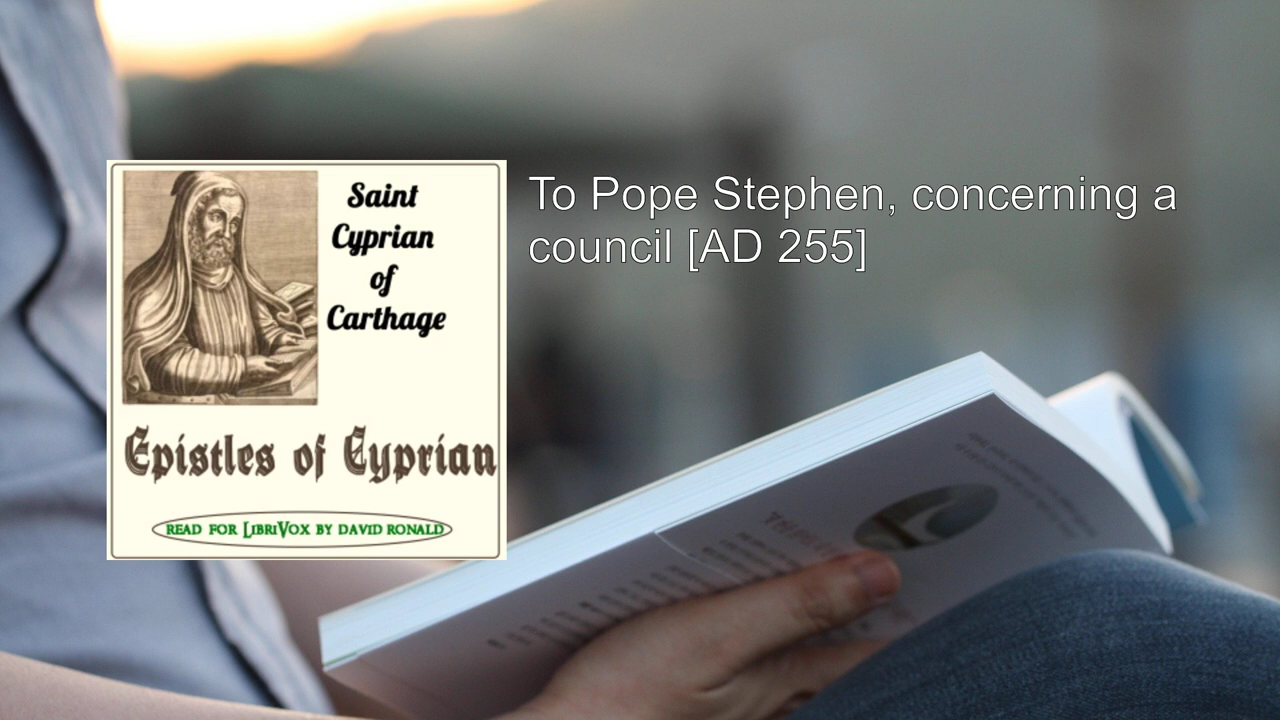 Saint
Cyprian
of
Carthage
Epistles of Cyprian
READ FOR LIBRIVOX BY DAVID RONALD
To Pope Stephen, concerning a
council [AD 255]